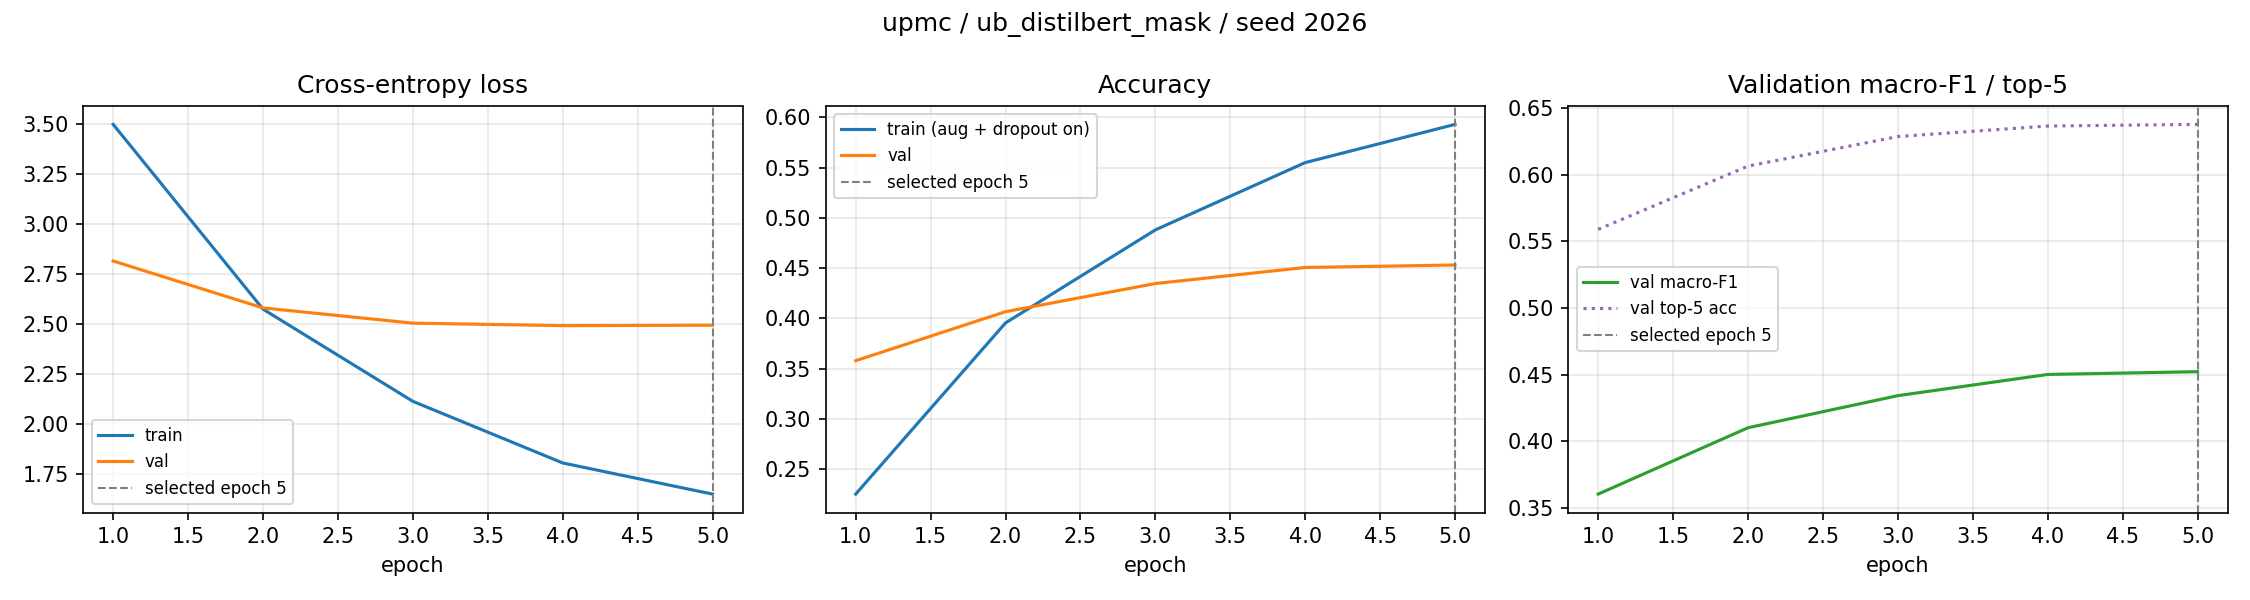 upmc / ub_distilbert_mask / seed 2026
Cross-entropy loss
3.50
3.25
3.00
2.75
2.50
2.25
2.00
1.75
train
val
selected epoch 5
1.0 1.5 2.0 2.5 3.0 3.5 4.0 4.5 5.0
epoch
Accuracy
0.60
0.55
0.50
0.45
0.40
0.35
0.30
0.25
train (aug + dropout on)
val
selected epoch 5
1.0 1.5 2.0 2.5 3.0 3.5 4.0 4.5 5.0
epoch
Validation macro-F1 / top-5
0.65
0.60
0.55
0.50
0.45
0.40
0.35
val macro-F1
val top-5 acc
selected epoch 5
1.0 1.5 2.0 2.5 3.0 3.5 4.0 4.5 5.0
epoch